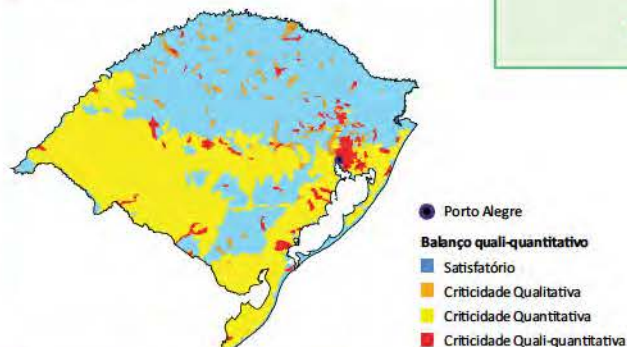 Porto Alegre
Balanço quali-quantitativo
Satisfatório
Criticidade Qualitativa
Criticidade Quantitativa
Criticidade Quali-quantitativa